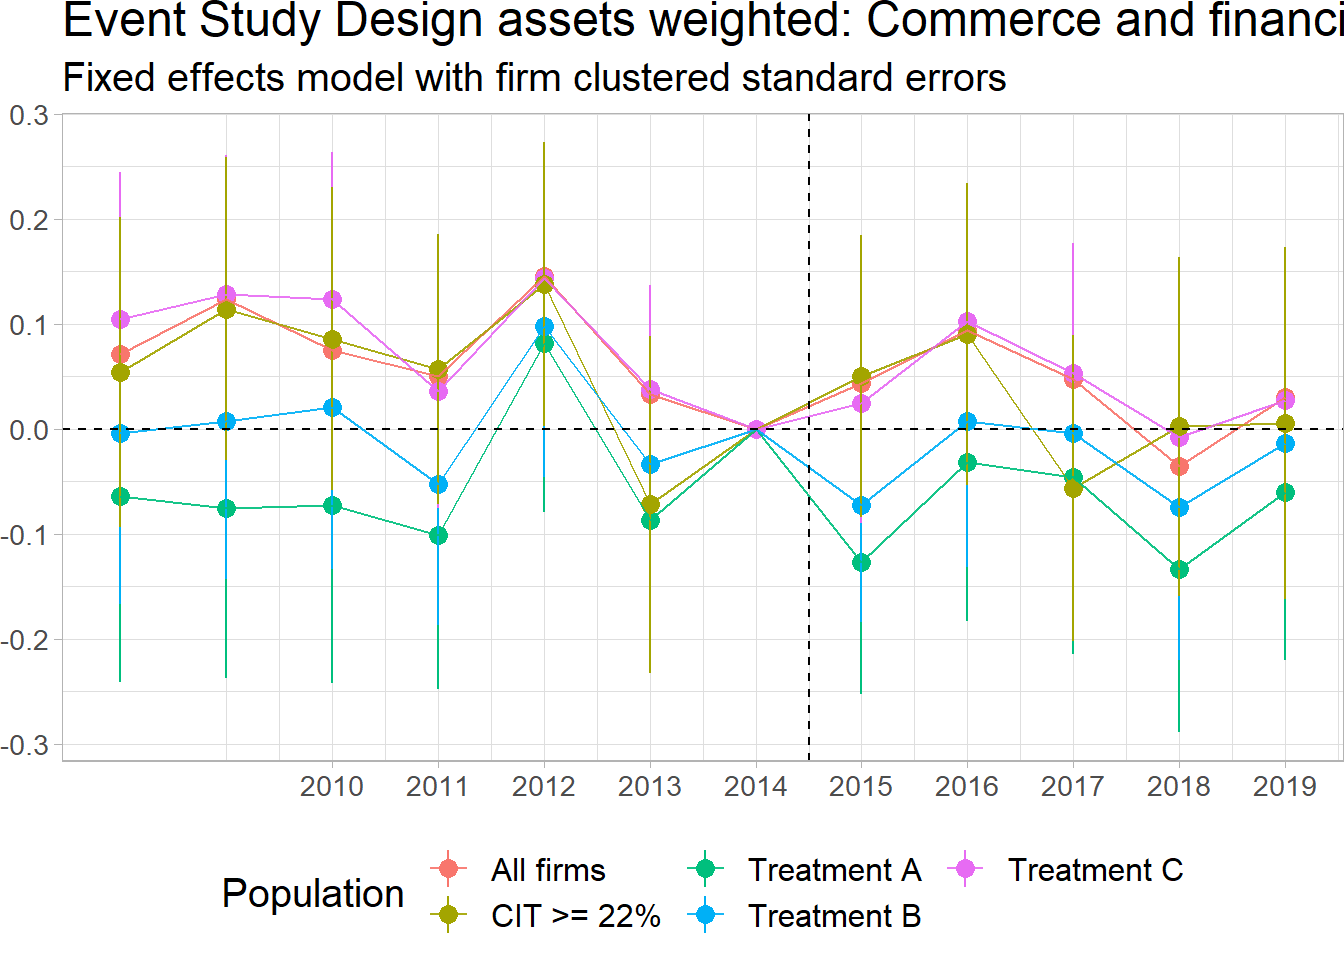 Event Study Design assets weighted: Commerce and financi
Fixed effects model with firm clustered standard errors
0.3
0.2
0.1
0.0
-0.1
-0.2
-0.3
2010 2011 2012 2013 2014 2015 2016 2017 2018 2019
Population
All firms Treatment A Treatment C
CIT >= 22% Treatment B